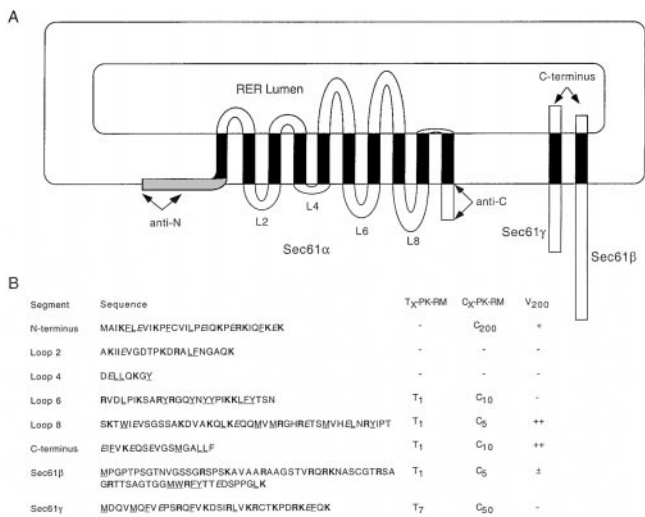 A
RER Lumen
C-terminus
anti-N
L2
L4
L6
L8
anti-C
Sec61α
Sec61γ
Sec61β
B
Segment Sequence Tx-PK-RM Cx-PK-RM V200
N-terminus MAIKFLEVIKPFCVILPEIQKPERKIQFKEK - C200 +
Loop 2 AKIIEVGDTPKDRALFNGAQK - - -
Loop 4 DELLQKGY - - -
Loop 6 RVDLPIKSARYRGQYNYYPIKKLFYTSN T1 C10 -
Loop 8 SKTWIEVSGSSAKDVAKQLKEQQMVMRGHRETSMVHELNRYIPT T1 C5 ++
C-terminus EIFVKEQSEVGSMGALLF T1 C10 ++
Sec61β MPGPTPSGTNVGSSGRSPSKAVAARAAGSTVRQRKNASCGTRSA T1 C5 ±
GRTTSAGTGGMWRFYTTEDSPPGLK
Sec61γ MDQVMQFVEPSRQFVKDSIRLVKRCTKPDRKEFQK T7 C50 -